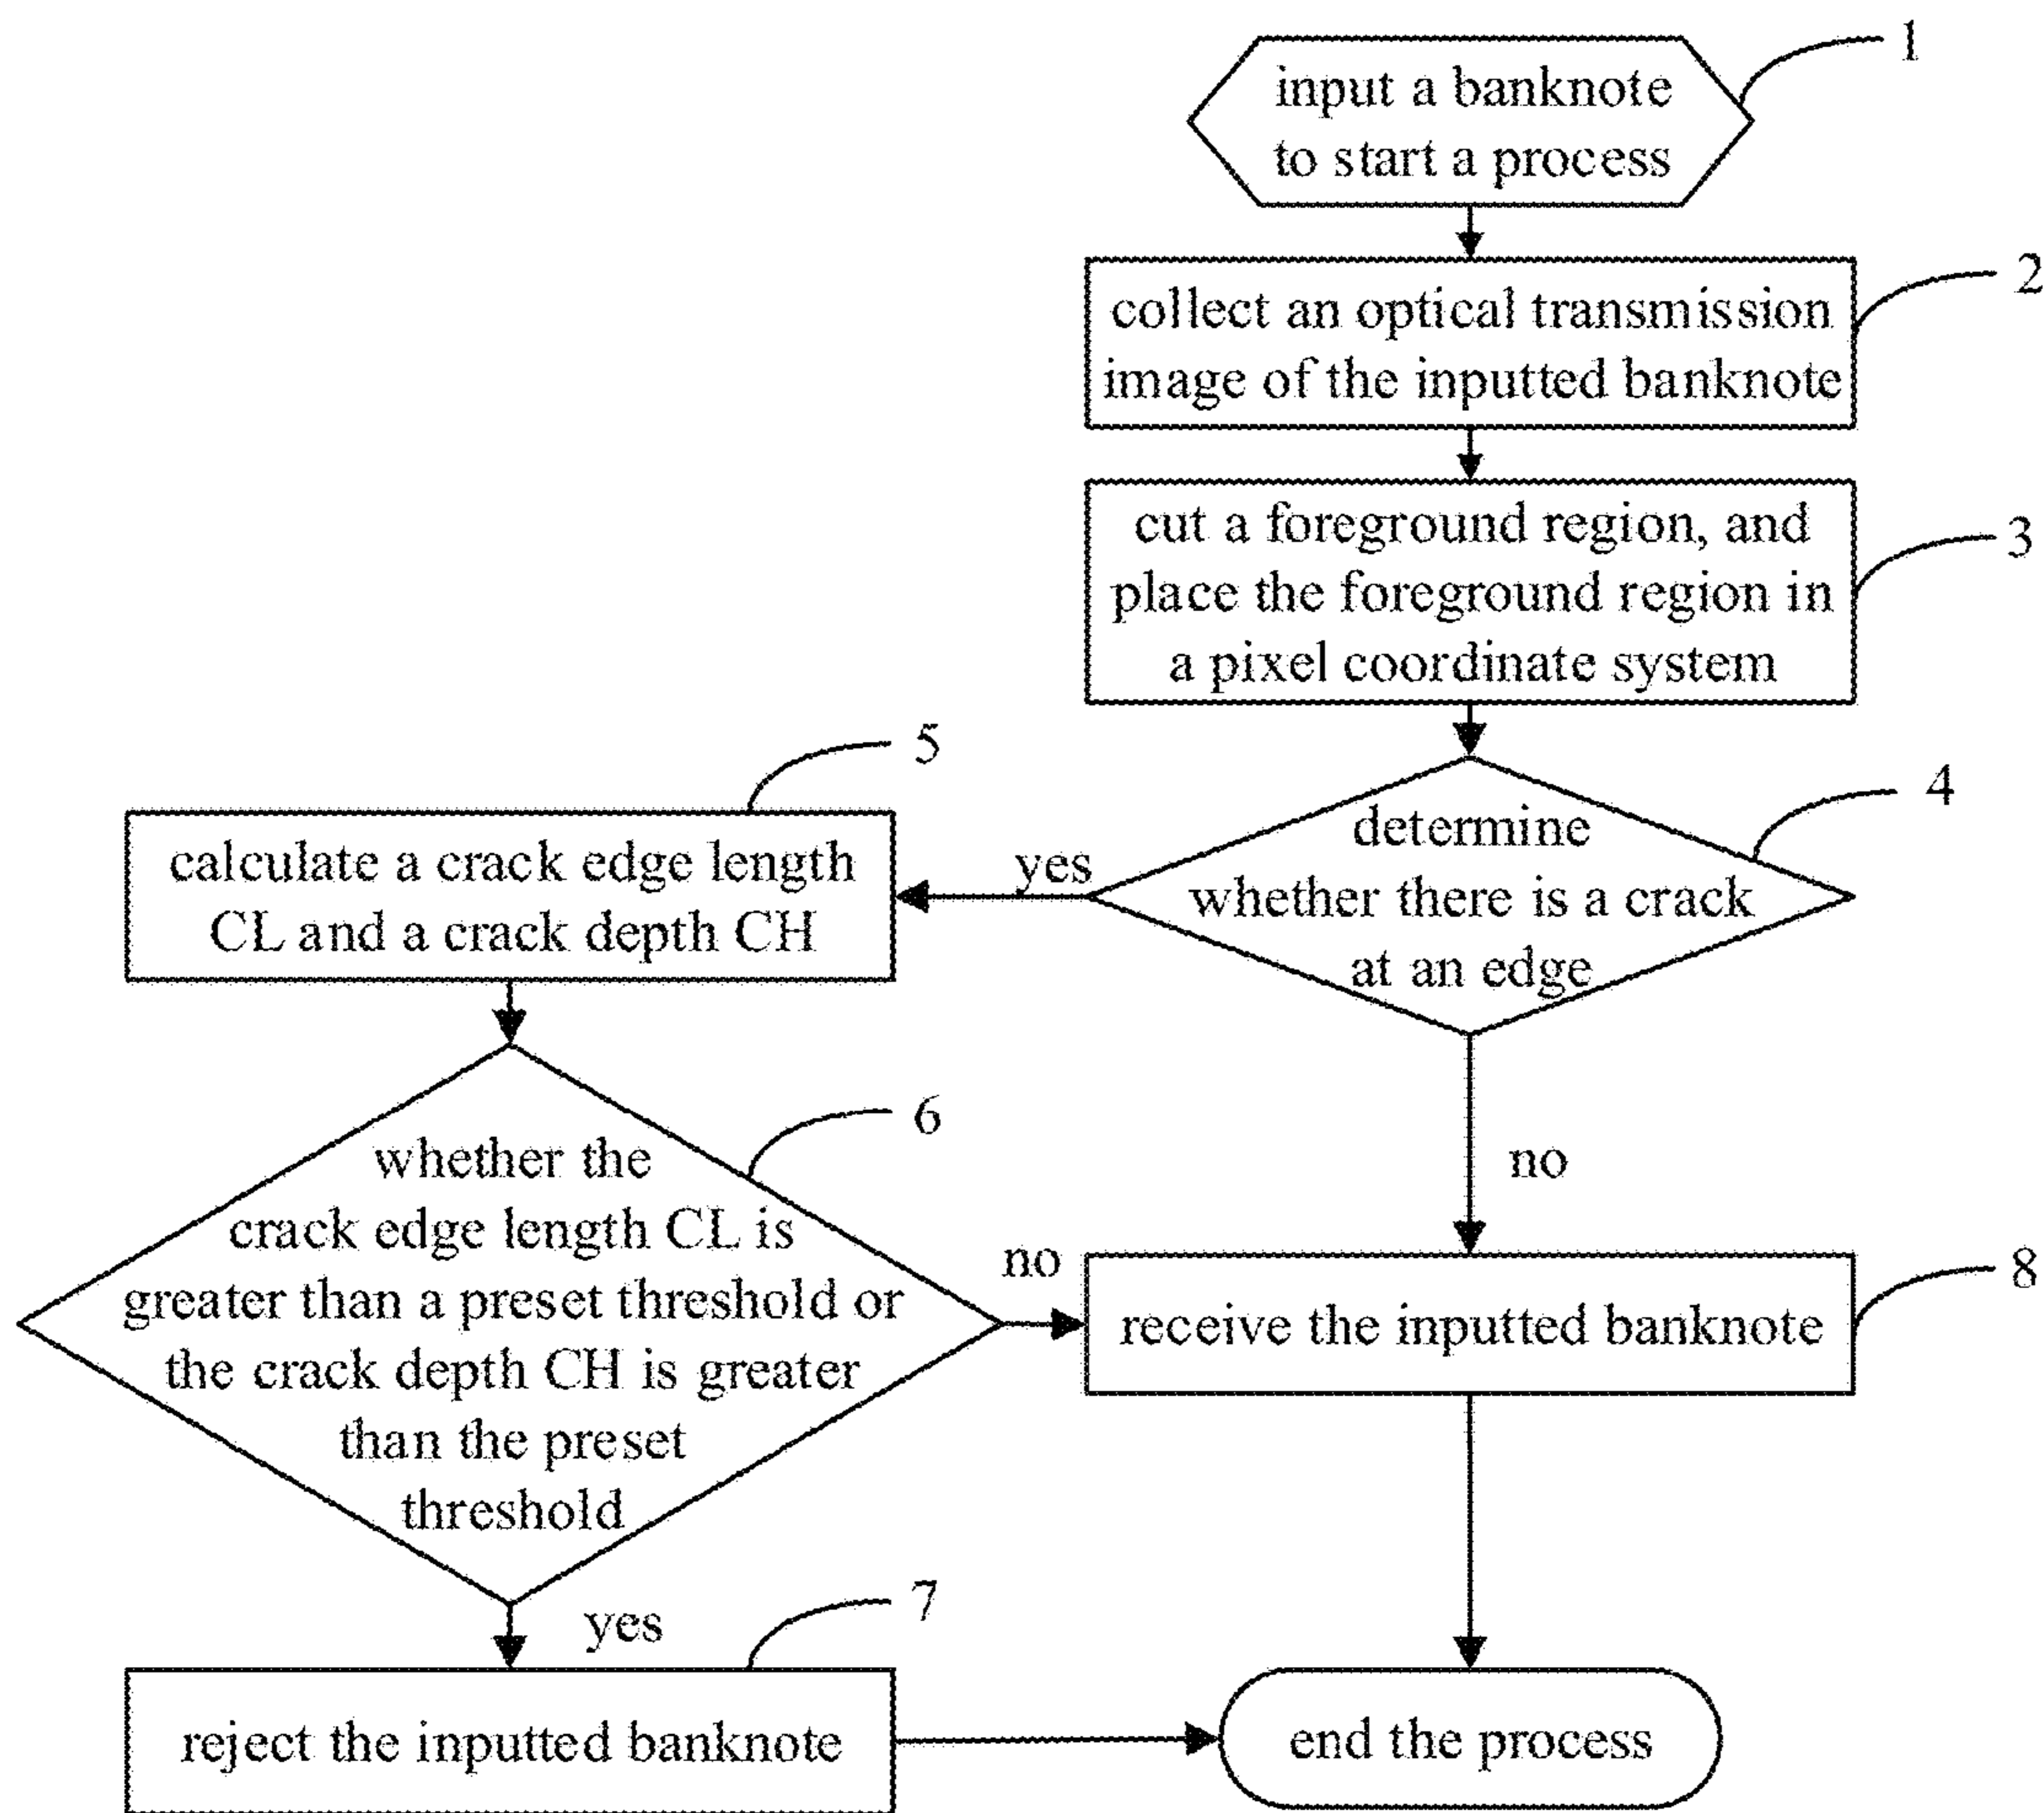 input a banknote
to start a process
1
collect an optical transmission
image of the inputted banknote
2
cut a foreground region, and
place the foreground region in
a pixel coordinate system
3
determine
whether there is a crack
at an edge
4
yes
no
calculate a crack edge length
CL and a crack depth CH
5
whether the
crack edge length CL is
greater than a preset threshold or
the crack depth CH is greater
than the preset
threshold
6
no
yes
receive the inputted banknote
8
reject the inputted banknote
7
end the process